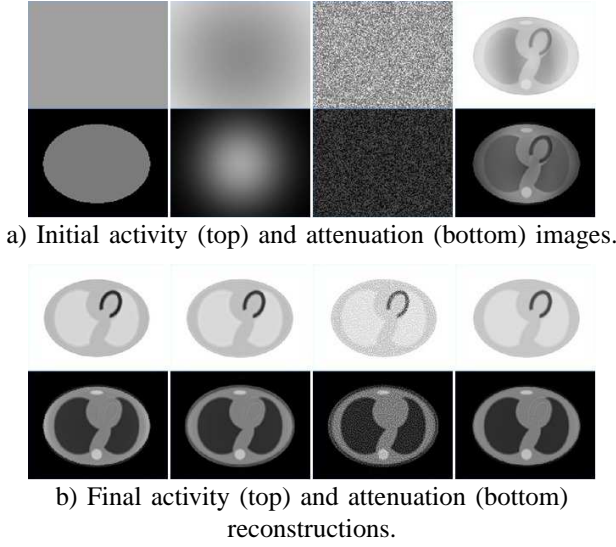 a) Initial activity (top) and attenuation (bottom) images.
b) Final activity (top) and attenuation (bottom)
reconstructions.